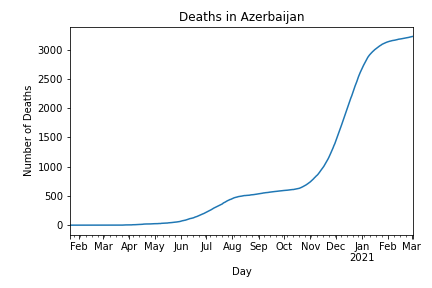 Deaths in Azerbaijan
Number of Deaths
3000
2500
2000
1500
1000
500
0
Feb Mar Apr May Jun Jul Aug Sep Oct Nov Dec Jan Feb Mar
2021
Day